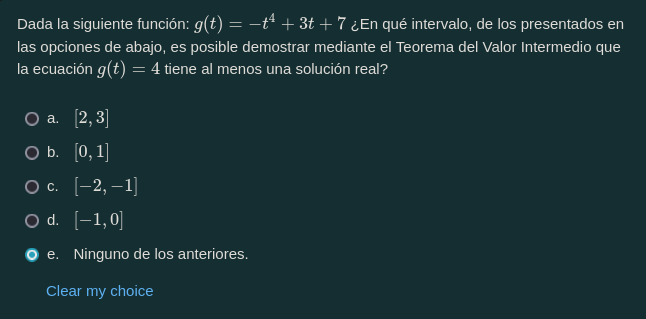 Dada la siguiente función: g(t) = −t⁴ + 3t + 7 ¿En qué intervalo, de los presentados en
las opciones de abajo, es posible demostrar mediante el Teorema del Valor Intermedio que
la ecuación g(t) = 4 tiene al menos una solución real?
a. [2, 3]
b. [0, 1]
c. [−2, −1]
d. [−1, 0]
e. Ninguno de los anteriores.
Clear my choice